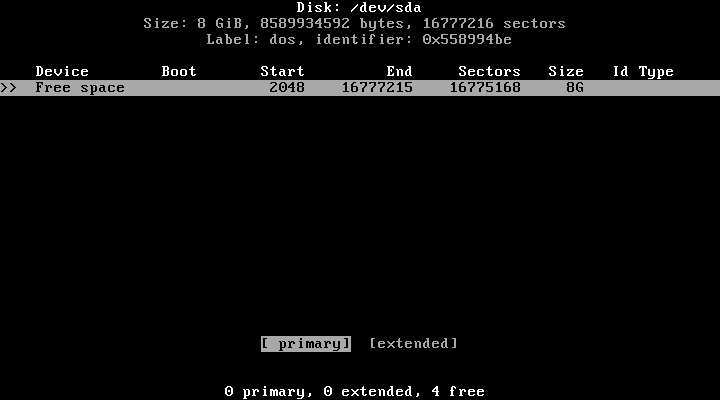 Disk: /dev/sda
Size: 8 GiB, 8589934592 bytes, 16777216 sectors
Label: dos, identifier: 0x558994be
Device Boot Start End Sectors Size Id Type
>> Free space 2048 16777215 16775168 8G
[ primary] [extended]
0 primary, 0 extended, 4 free